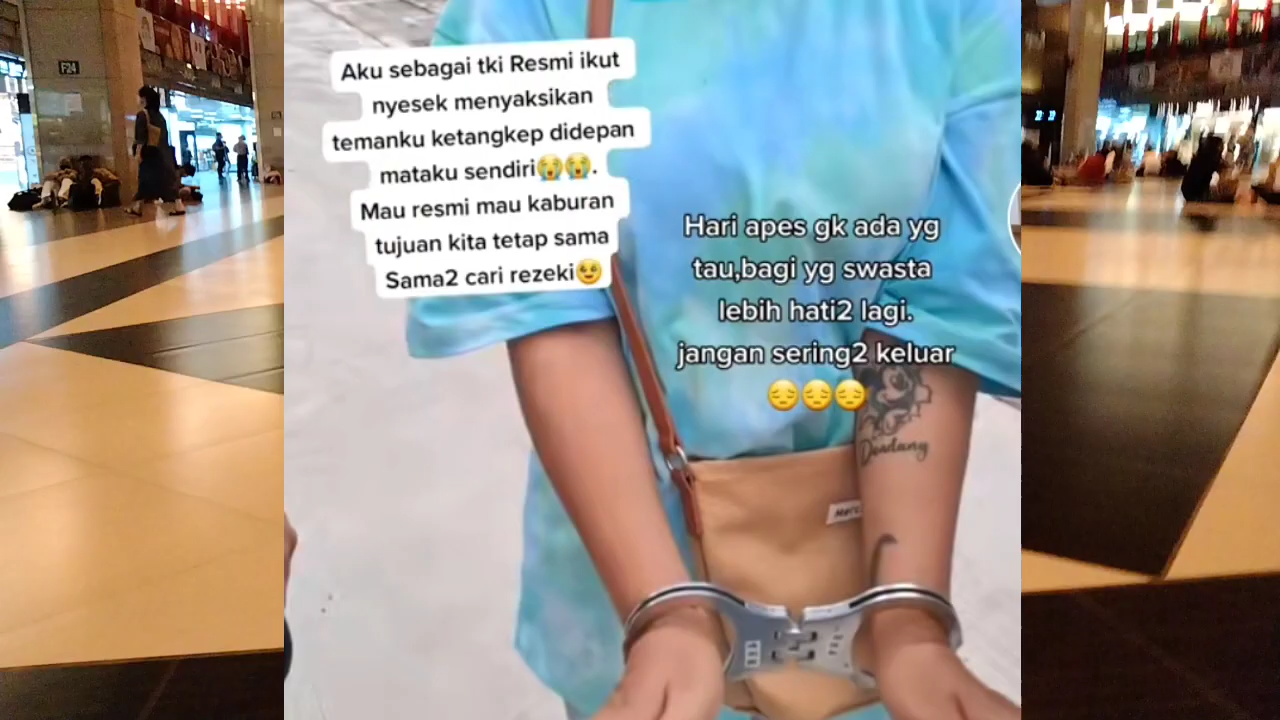 F24
Aku sebagai tki Resmi ikut
nyesek menyaksikan
temanku ketangkep didepan
mataku sendiri😭😭.
Mau resmi mau kaburan
tujuan kita tetap sama
Sama2 cari rezeki🥺
Hari apes gk ada yg
tau,bagi yg swasta
lebih hati2 lagi.
jangan sering2 keluar
😔😔😔